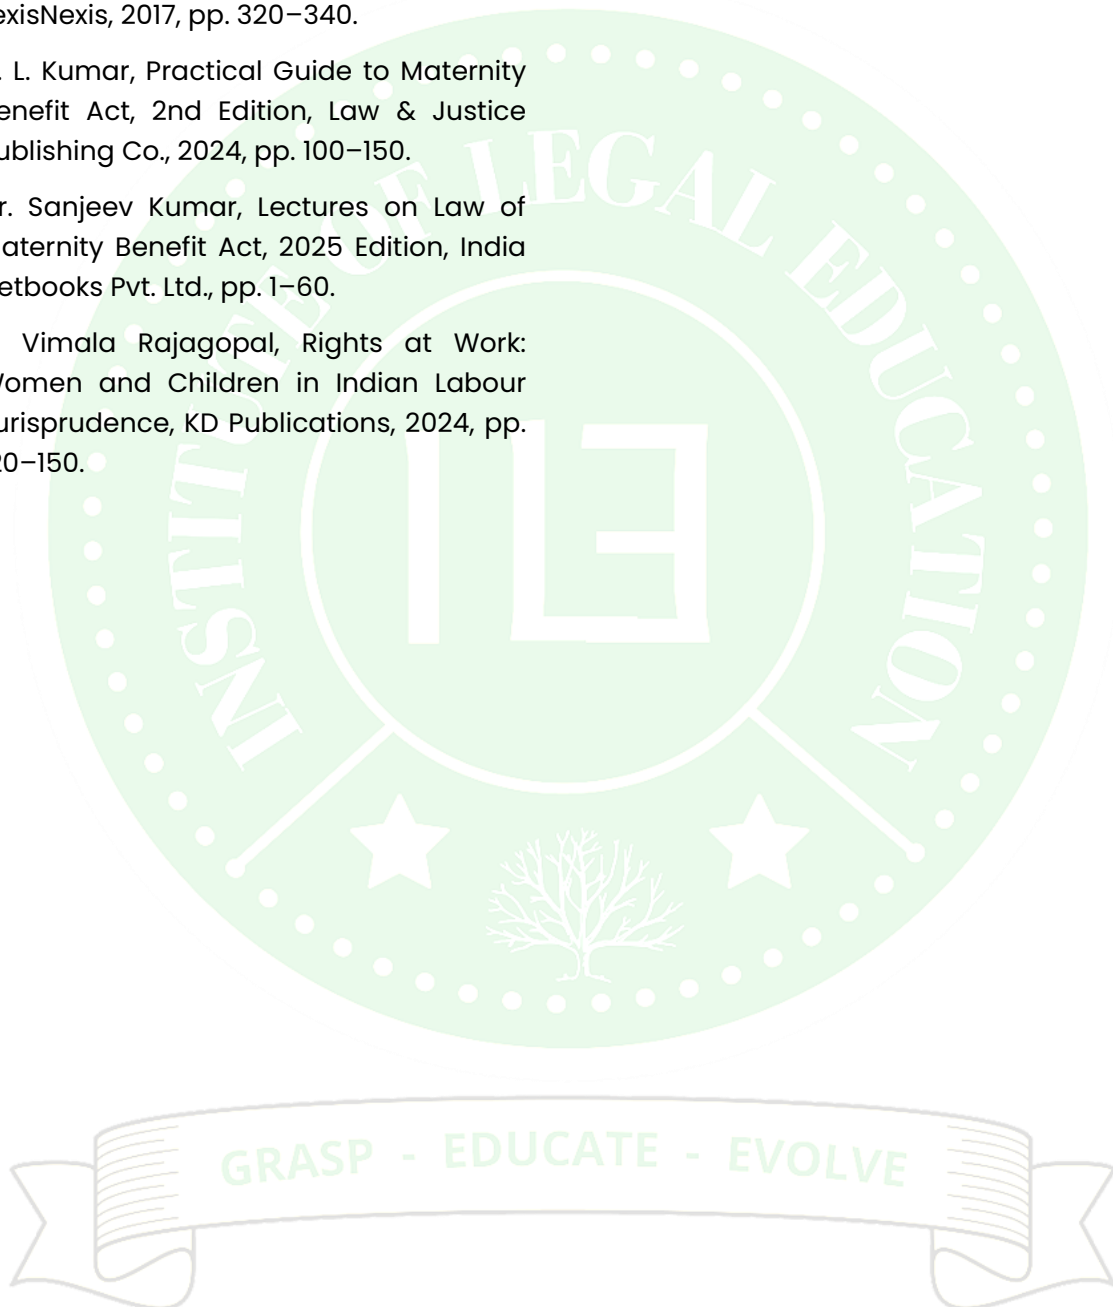 exisNexis, 2017, pp. 320–340.
. L. Kumar, Practical Guide to Maternity
enefit Act, 2nd Edition, Law & Justice
ublishing Co., 2024, pp. 100–150.
r. Sanjeev Kumar, Lectures on Law of
aternity Benefit Act, 2025 Edition, India
etbooks Pvt. Ltd., pp. 1–60.
Vimala Rajagopal, Rights at Work:
omen and Children in Indian Labour
urisprudence, KD Publications, 2024, pp.
20–150.
INSTITUTE OF LEGAL EDUCATION
ILE
GRASP - EDUCATE - EVOLVE